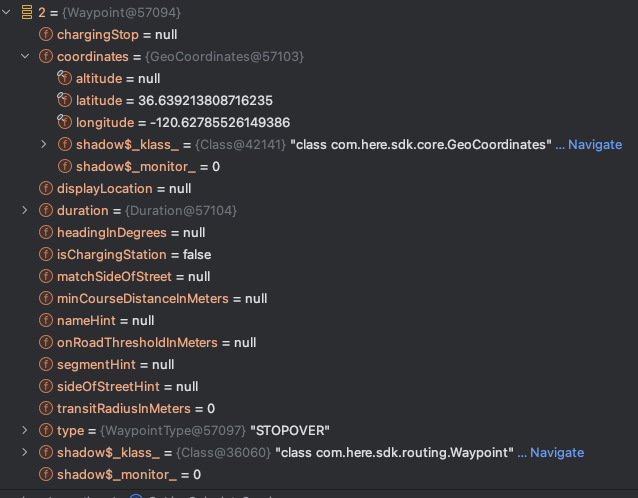 2 = {Waypoint@57094}
f chargingStop = null
f coordinates = {GeoCoordinates@57103}
f altitude = null
f latitude = 36.639213808716235
f longitude = -120.62785526149386
f shadow$_klass_ = {Class@42141} "class com.here.sdk.core.GeoCoordinates" ... Navigate
f shadow$_monitor_ = 0
f displayLocation = null
f duration = {Duration@57104}
f headingInDegrees = null
f isChargingStation = false
f matchSideOfStreet = null
f minCourseDistanceInMeters = null
f nameHint = null
f onRoadThresholdInMeters = null
f segmentHint = null
f sideOfStreetHint = null
f transitRadiusInMeters = 0
f type = {WaypointType@57097} "STOPOVER"
f shadow$_klass_ = {Class@36060} "class com.here.sdk.routing.Waypoint" ... Navigate
f shadow$_monitor_ = 0